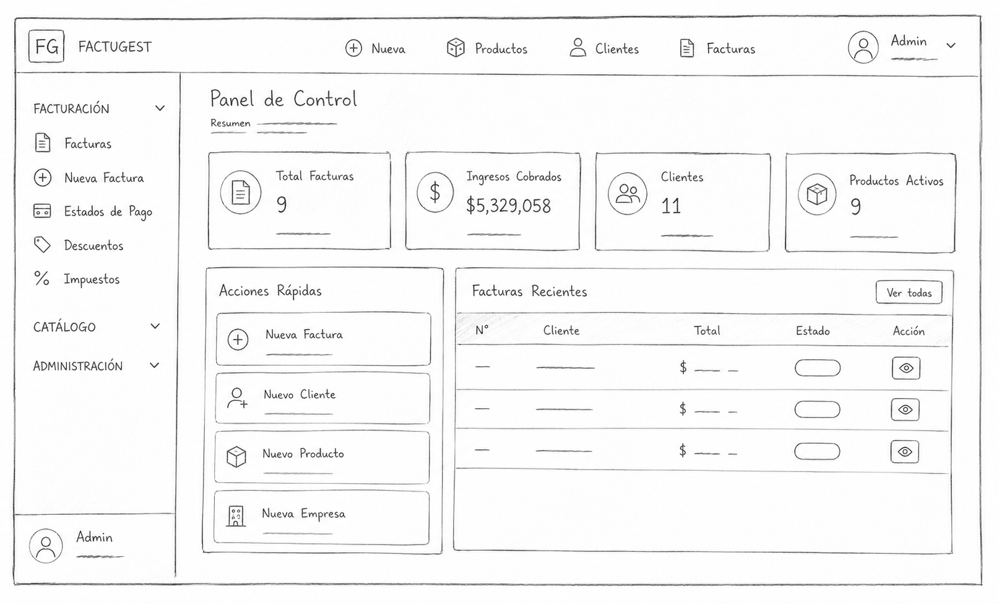 FG FACTUGEST
Nueva
Productos
Clientes
Facturas
Admin
FACTURACIÓN
Facturas
Nueva Factura
Estados de Pago
Descuentos
Impuestos
CATÁLOGO
ADMINISTRACIÓN
Admin
Panel de Control
Resumen
Total Facturas
9
Ingresos Cobrados
$5,329,058
Clientes
11
Productos Activos
9
Acciones Rápidas
Nueva Factura
Nuevo Cliente
Nuevo Producto
Nueva Empresa
Facturas Recientes
Ver todas
N° Cliente Total Estado Acción
$
$
$